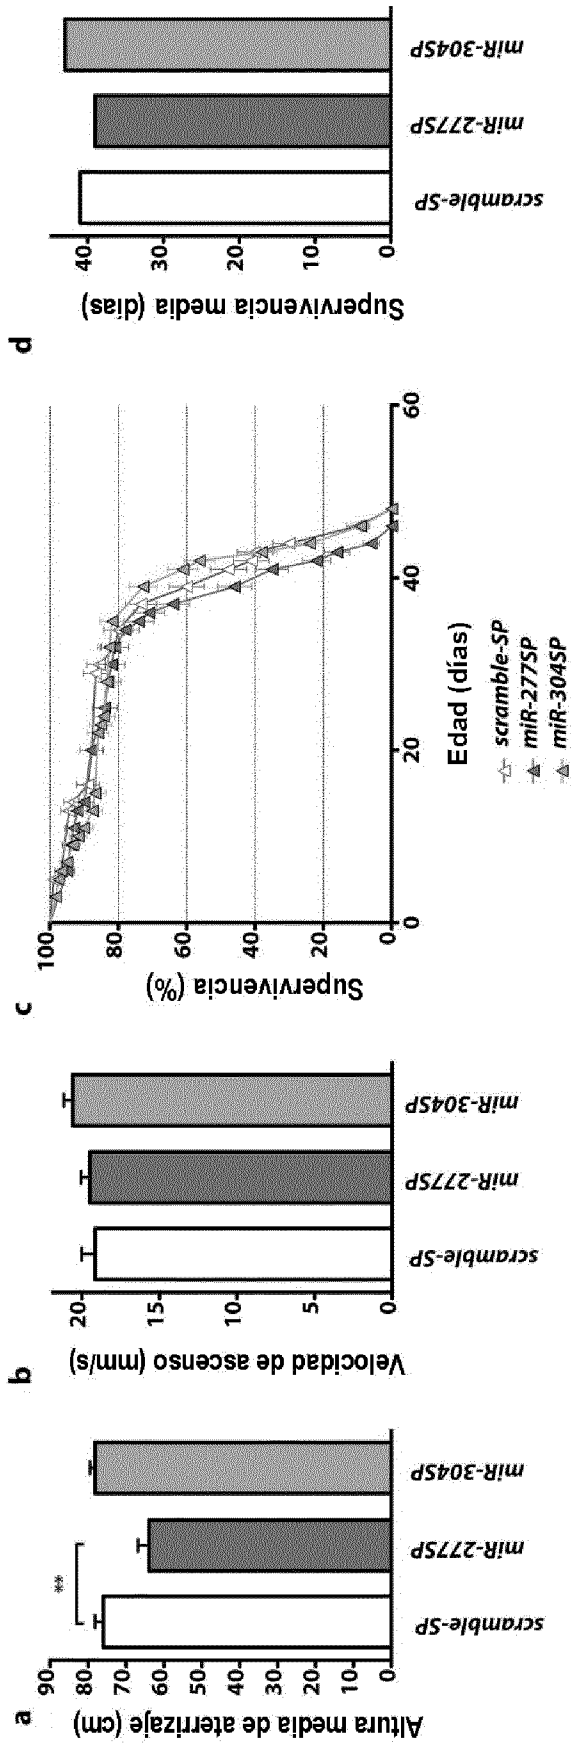 a
Altura media de aterrizaje (cm)
90
80
70
60
50
40
30
20
10
0
**
scramble-SP
miR-277SP
miR-304SP
b
Velocidad de ascenso (mm/s)
20
15
10
5
0
scramble-SP
miR-277SP
miR-304SP
c
Supervivencia (%)
100
80
60
40
20
0
0
20
40
60
Edad (días)
scramble-SP
miR-277SP
miR-304SP
d
Supervivencia media (días)
40
30
20
10
0
scramble-SP
miR-277SP
miR-304SP